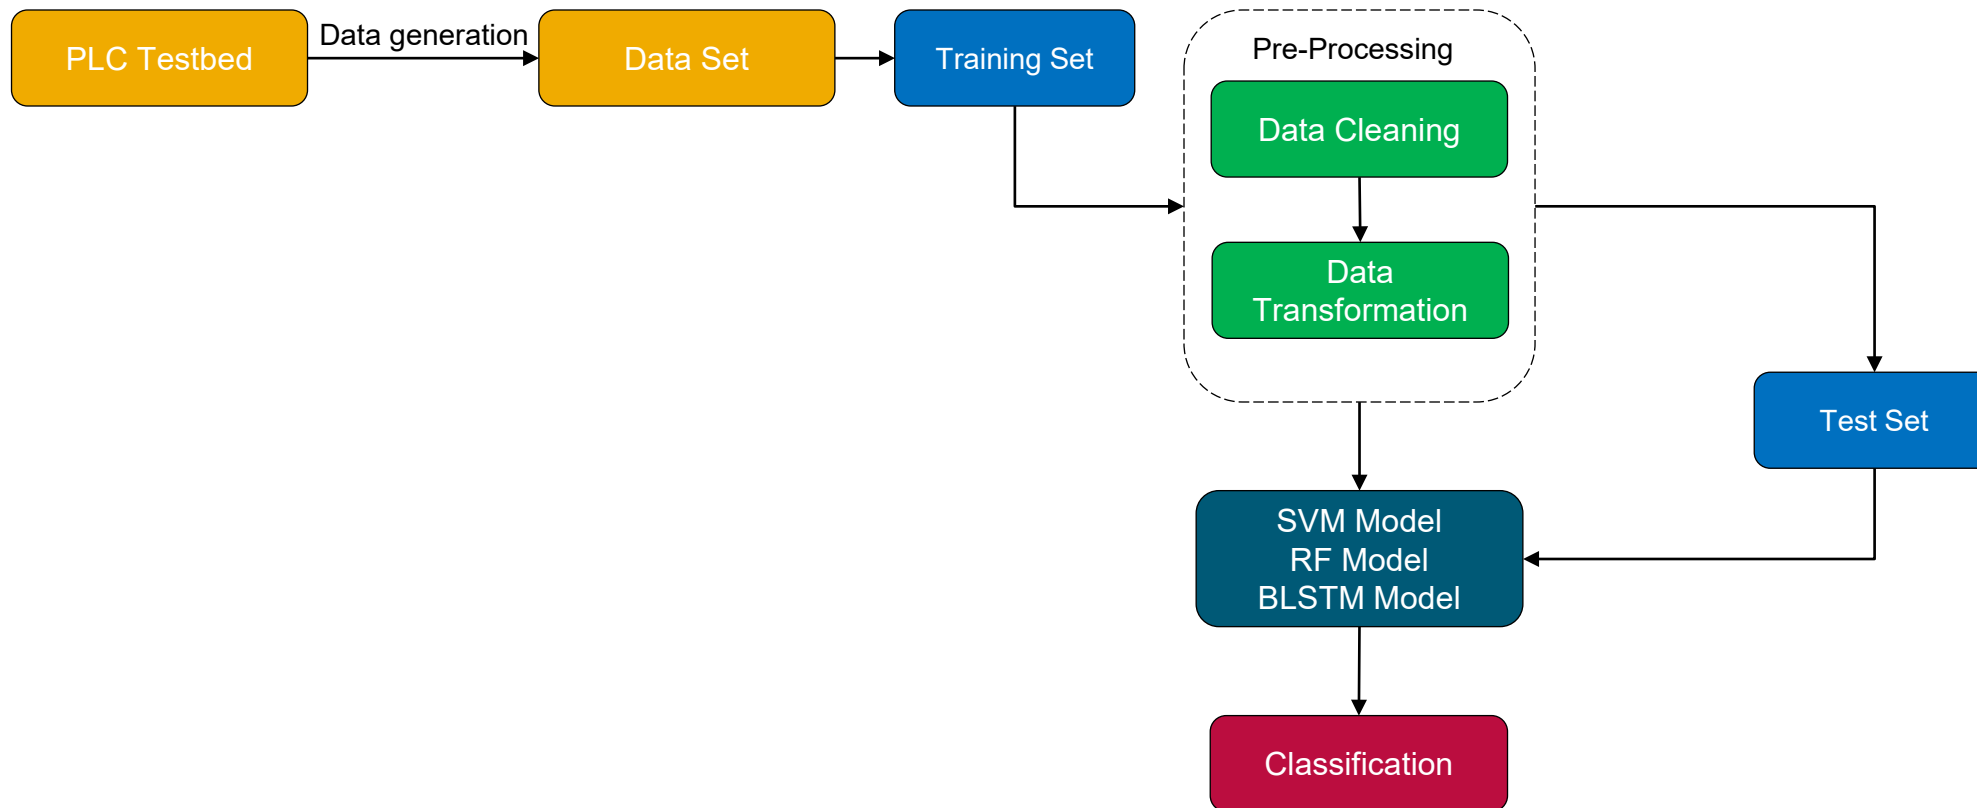 PLC Testbed
Data generation
Data Set
Training Set
Pre-Processing
Data Cleaning
Data
Transformation
Test Set
SVM Model
RF Model
BLSTM Model
Classification